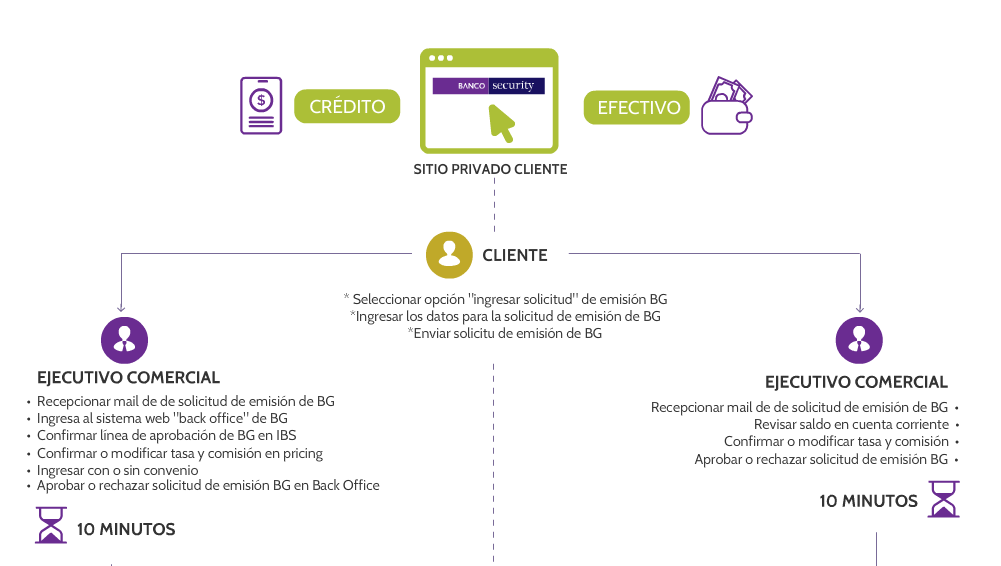 CRÉDITO
BANCO security
EFECTIVO
SITIO PRIVADO CLIENTE
CLIENTE
* Seleccionar opción "ingresar solicitud" de emisión BG
*Ingresar los datos para la solicitud de emisión de BG
*Enviar solicitu de emisión de BG
EJECUTIVO COMERCIAL
• Recepcionar mail de de solicitud de emisión de BG
• Ingresa al sistema web "back office" de BG
• Confirmar línea de aprobación de BG en IBS
• Confirmar o modificar tasa y comisión en pricing
• Ingresar con o sin convenio
• Aprobar o rechazar solicitud de emisión BG en Back Office
10 MINUTOS
EJECUTIVO COMERCIAL
Recepcionar mail de de solicitud de emisión de BG •
Revisar saldo en cuenta corriente •
Confirmar o modificar tasa y comisión •
Aprobar o rechazar solicitud de emisión BG •
10 MINUTOS